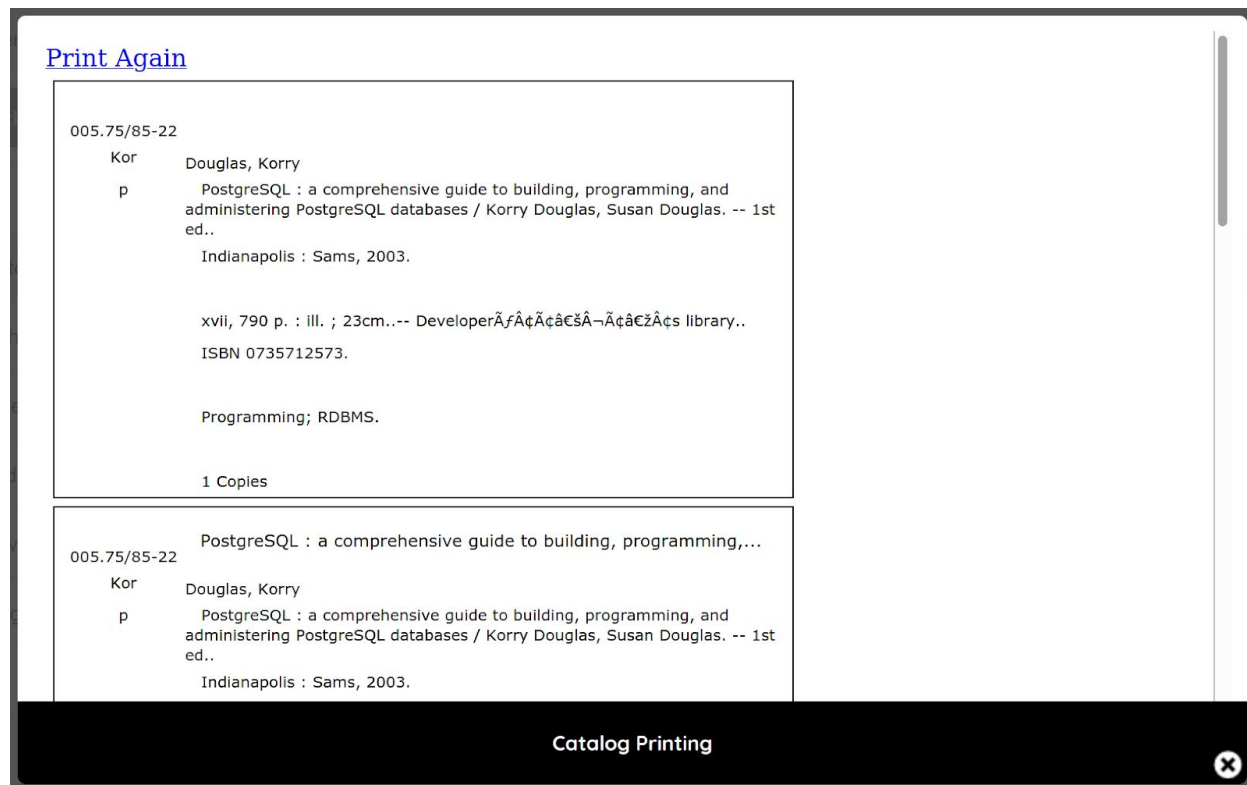 Print Again
005.75/85-22
Kor
Douglas, Korry
p
PostgreSQL : a comprehensive guide to building, programming, and
administering PostgreSQL databases / Korry Douglas, Susan Douglas. -- 1st
ed..
Indianapolis : Sams, 2003.
xvii, 790 p. : ill. ; 23cm..-- DeveloperÃƒÂ¢Ã¢â€šÂ¬Ã¢â€žÂ¢s library..
ISBN 0735712573.
Programming; RDBMS.
1 Copies
PostgreSQL : a comprehensive guide to building, programming,...
005.75/85-22
Kor
Douglas, Korry
p
PostgreSQL : a comprehensive guide to building, programming, and
administering PostgreSQL databases / Korry Douglas, Susan Douglas. -- 1st
ed..
Indianapolis : Sams, 2003.
Catalog Printing